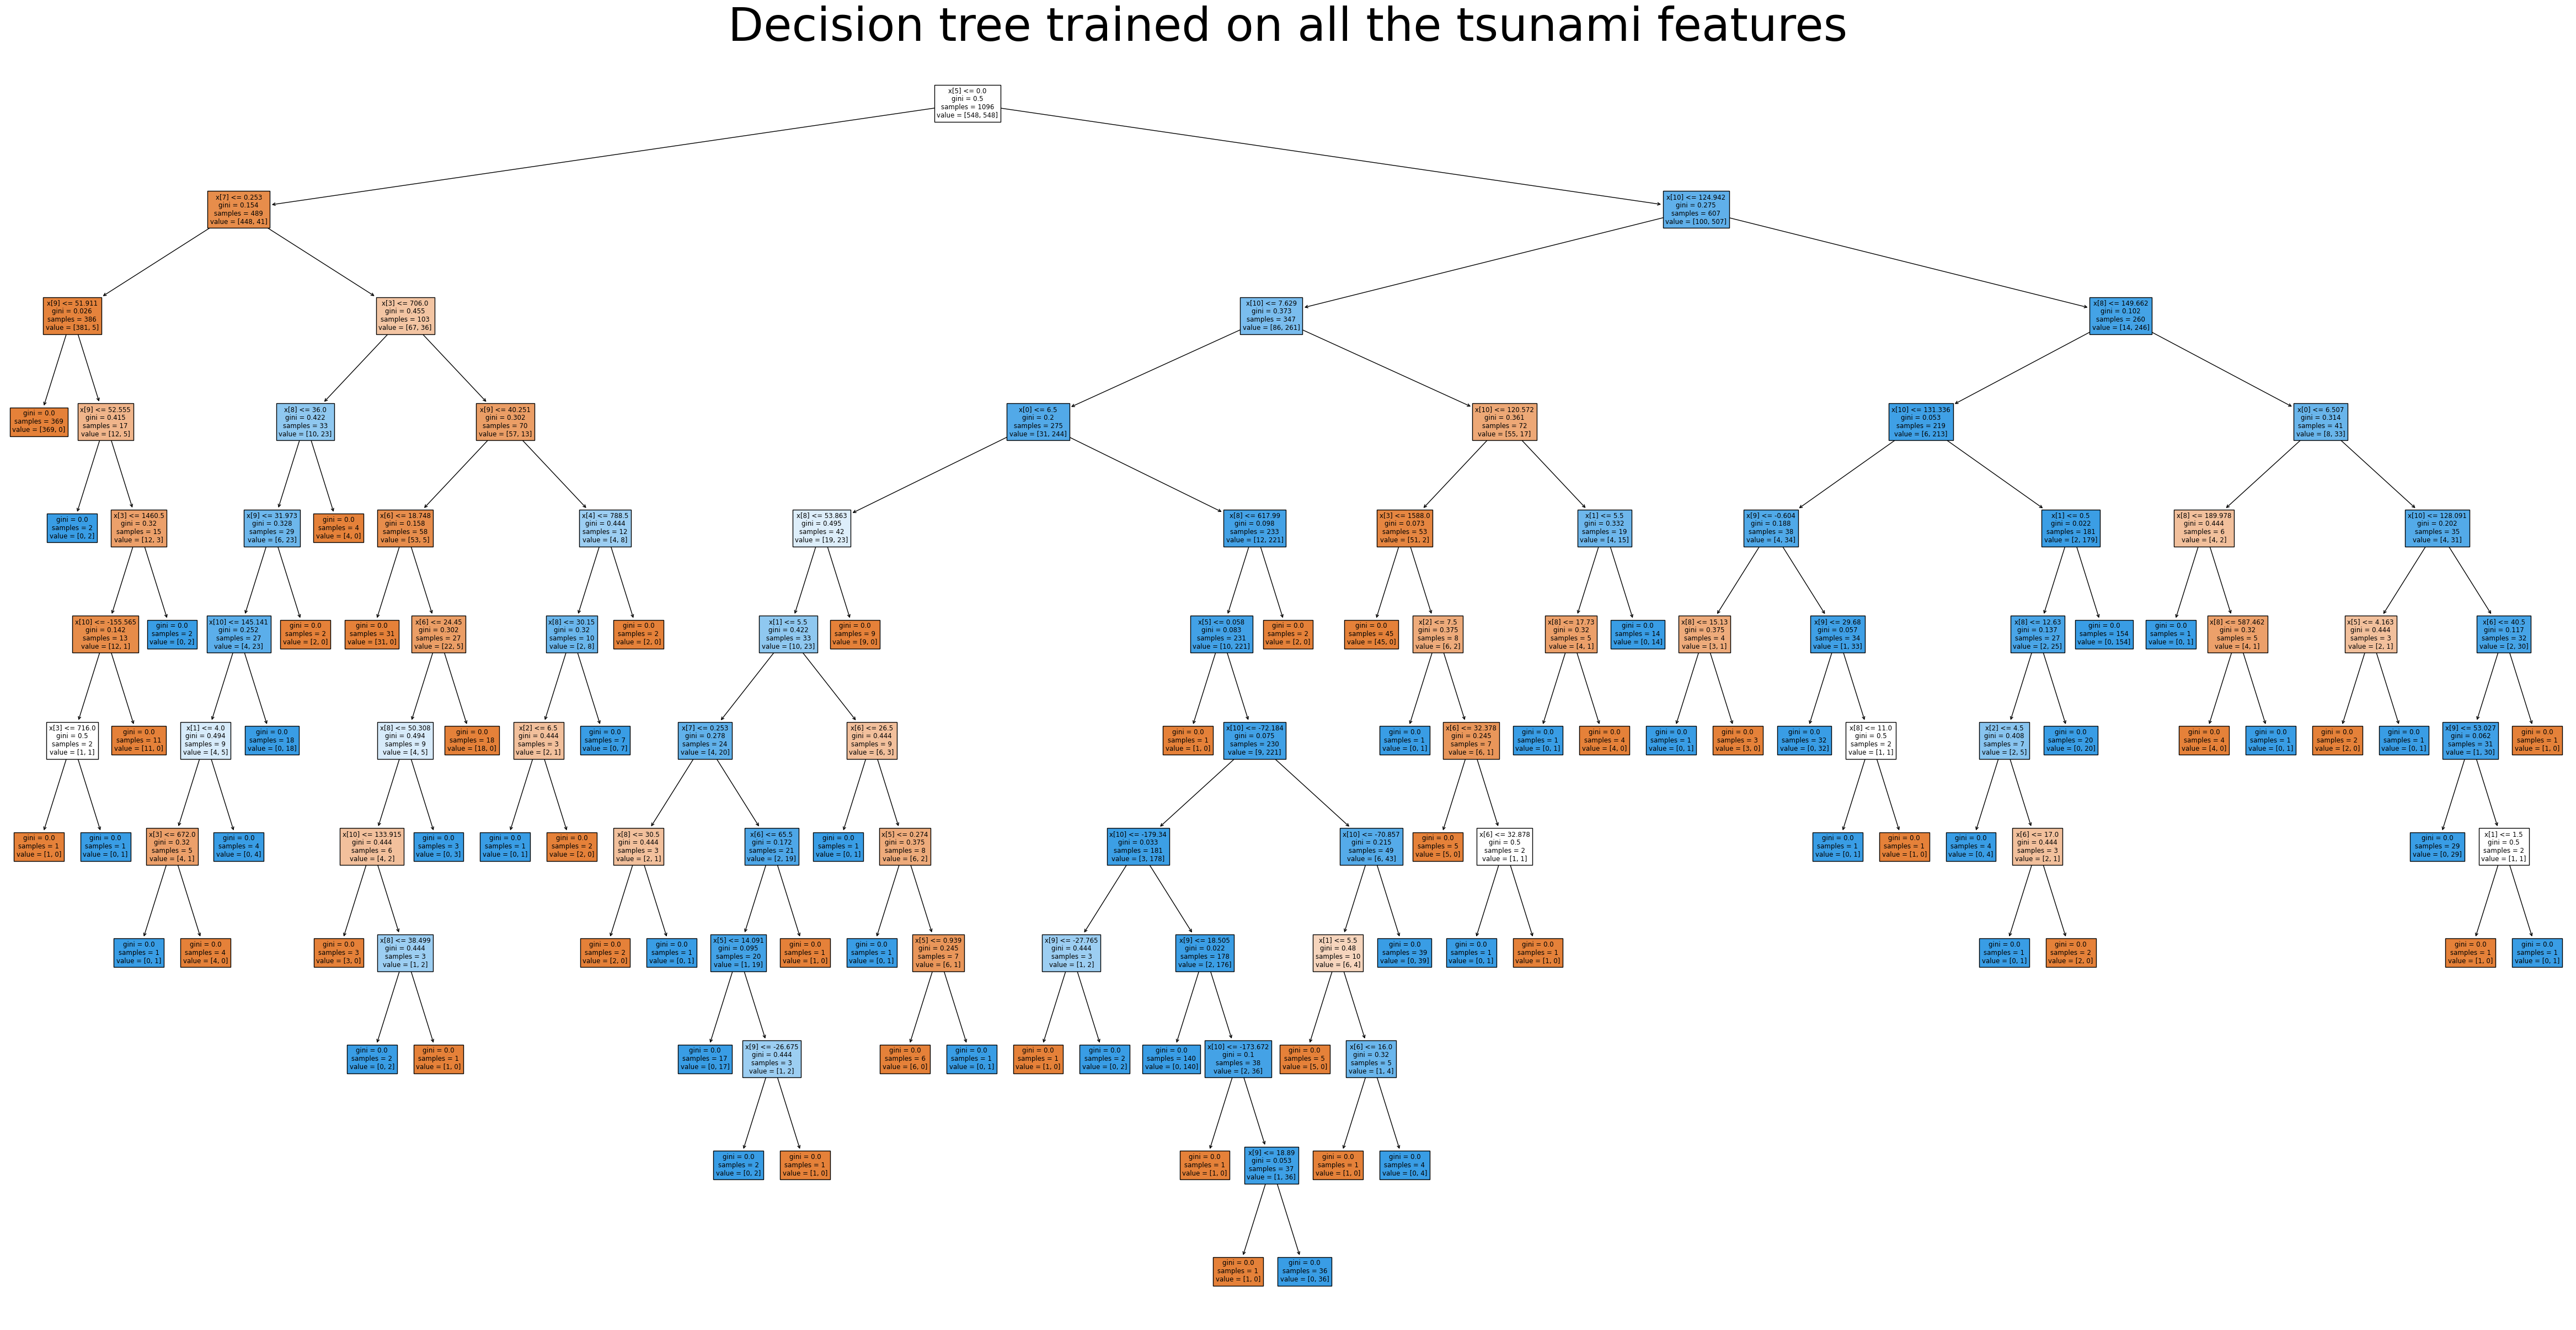 Decision tree trained on all the tsunami features
x[5] <= 0.0
gini = 0.5
samples = 1096
value = [548, 548]
x[7] <= 0.253
gini = 0.154
samples = 489
value = [448, 41]
x[10] <= 124.942
gini = 0.275
samples = 607
value = [100, 507]
x[9] <= 51.911
gini = 0.026
samples = 386
value = [381, 5]
x[3] <= 706.0
gini = 0.455
samples = 103
value = [67, 36]
x[10] <= 7.629
gini = 0.373
samples = 347
value = [86, 261]
x[8] <= 149.662
gini = 0.102
samples = 260
value = [14, 246]
gini = 0.0
samples = 369
value = [369, 0]
x[9] <= 52.555
gini = 0.415
samples = 17
value = [12, 5]
x[8] <= 36.0
gini = 0.422
samples = 33
value = [10, 23]
x[9] <= 40.251
gini = 0.302
samples = 70
value = [57, 13]
x[0] <= 6.5
gini = 0.2
samples = 275
value = [31, 244]
x[10] <= 120.572
gini = 0.361
samples = 72
value = [55, 17]
x[10] <= 131.336
gini = 0.053
samples = 219
value = [6, 213]
x[0] <= 6.507
gini = 0.314
samples = 41
value = [8, 33]
gini = 0.0
samples = 2
value = [0, 2]
x[3] <= 1460.5
gini = 0.32
samples = 15
value = [12, 3]
x[9] <= 31.973
gini = 0.328
samples = 29
value = [6, 23]
gini = 0.0
samples = 4
value = [4, 0]
x[6] <= 18.748
gini = 0.158
samples = 58
value = [53, 5]
x[4] <= 788.5
gini = 0.444
samples = 12
value = [4, 8]
x[8] <= 53.863
gini = 0.495
samples = 42
value = [19, 23]
x[8] <= 617.99
gini = 0.098
samples = 233
value = [12, 221]
x[3] <= 1588.0
gini = 0.073
samples = 53
value = [51, 2]
x[1] <= 5.5
gini = 0.332
samples = 19
value = [4, 15]
x[9] <= -0.604
gini = 0.188
samples = 38
value = [4, 34]
x[1] <= 0.5
gini = 0.022
samples = 181
value = [2, 179]
x[8] <= 189.978
gini = 0.444
samples = 6
value = [4, 2]
x[10] <= 128.091
gini = 0.202
samples = 35
value = [4, 31]
x[10] <= -155.565
gini = 0.142
samples = 13
value = [12, 1]
gini = 0.0
samples = 2
value = [0, 2]
x[10] <= 145.141
gini = 0.252
samples = 27
value = [4, 23]
gini = 0.0
samples = 2
value = [2, 0]
gini = 0.0
samples = 31
value = [31, 0]
x[6] <= 24.45
gini = 0.302
samples = 27
value = [22, 5]
x[8] <= 30.15
gini = 0.32
samples = 10
value = [2, 8]
gini = 0.0
samples = 2
value = [2, 0]
x[1] <= 5.5
gini = 0.422
samples = 33
value = [10, 23]
gini = 0.0
samples = 9
value = [9, 0]
x[5] <= 0.058
gini = 0.083
samples = 231
value = [10, 221]
gini = 0.0
samples = 2
value = [2, 0]
gini = 0.0
samples = 45
value = [45, 0]
x[2] <= 7.5
gini = 0.375
samples = 8
value = [6, 2]
x[8] <= 17.73
gini = 0.32
samples = 5
value = [4, 1]
gini = 0.0
samples = 14
value = [0, 14]
x[8] <= 15.13
gini = 0.375
samples = 4
value = [3, 1]
x[9] <= 29.68
gini = 0.057
samples = 34
value = [1, 33]
x[8] <= 12.63
gini = 0.137
samples = 27
value = [2, 25]
gini = 0.0
samples = 154
value = [0, 154]
gini = 0.0
samples = 1
value = [0, 1]
x[8] <= 587.462
gini = 0.32
samples = 5
value = [4, 1]
x[5] <= 4.163
gini = 0.444
samples = 3
value = [2, 1]
x[6] <= 40.5
gini = 0.117
samples = 32
value = [2, 30]
x[3] <= 716.0
gini = 0.5
samples = 2
value = [1, 1]
gini = 0.0
samples = 11
value = [11, 0]
x[1] <= 4.0
gini = 0.494
samples = 9
value = [4, 5]
gini = 0.0
samples = 18
value = [0, 18]
x[8] <= 50.308
gini = 0.494
samples = 9
value = [4, 5]
gini = 0.0
samples = 18
value = [18, 0]
x[2] <= 6.5
gini = 0.444
samples = 3
value = [2, 1]
gini = 0.0
samples = 7
value = [0, 7]
x[7] <= 0.253
gini = 0.278
samples = 24
value = [4, 20]
x[6] <= 26.5
gini = 0.444
samples = 9
value = [6, 3]
gini = 0.0
samples = 1
value = [1, 0]
x[10] <= -72.184
gini = 0.075
samples = 230
value = [9, 221]
gini = 0.0
samples = 1
value = [0, 1]
x[6] <= 32.378
gini = 0.245
samples = 7
value = [6, 1]
gini = 0.0
samples = 1
value = [0, 1]
gini = 0.0
samples = 4
value = [4, 0]
gini = 0.0
samples = 1
value = [0, 1]
gini = 0.0
samples = 3
value = [3, 0]
gini = 0.0
samples = 32
value = [0, 32]
x[8] <= 11.0
gini = 0.5
samples = 2
value = [1, 1]
x[2] <= 4.5
gini = 0.408
samples = 7
value = [2, 5]
gini = 0.0
samples = 20
value = [0, 20]
gini = 0.0
samples = 4
value = [4, 0]
gini = 0.0
samples = 1
value = [0, 1]
gini = 0.0
samples = 2
value = [2, 0]
gini = 0.0
samples = 1
value = [0, 1]
x[9] <= 53.027
gini = 0.062
samples = 31
value = [1, 30]
gini = 0.0
samples = 1
value = [1, 0]
gini = 0.0
samples = 1
value = [1, 0]
gini = 0.0
samples = 1
value = [0, 1]
x[3] <= 672.0
gini = 0.32
samples = 5
value = [4, 1]
gini = 0.0
samples = 4
value = [0, 4]
x[10] <= 133.915
gini = 0.444
samples = 6
value = [4, 2]
gini = 0.0
samples = 3
value = [0, 3]
gini = 0.0
samples = 1
value = [0, 1]
gini = 0.0
samples = 2
value = [2, 0]
x[8] <= 30.5
gini = 0.444
samples = 3
value = [2, 1]
x[6] <= 65.5
gini = 0.172
samples = 21
value = [2, 19]
gini = 0.0
samples = 1
value = [0, 1]
x[5] <= 0.274
gini = 0.375
samples = 8
value = [6, 2]
x[10] <= -179.34
gini = 0.033
samples = 181
value = [3, 178]
x[10] <= -70.857
gini = 0.215
samples = 49
value = [6, 43]
gini = 0.0
samples = 5
value = [5, 0]
x[6] <= 32.878
gini = 0.5
samples = 2
value = [1, 1]
gini = 0.0
samples = 1
value = [0, 1]
gini = 0.0
samples = 1
value = [1, 0]
gini = 0.0
samples = 4
value = [0, 4]
x[6] <= 17.0
gini = 0.444
samples = 3
value = [2, 1]
gini = 0.0
samples = 29
value = [0, 29]
x[1] <= 1.5
gini = 0.5
samples = 2
value = [1, 1]
gini = 0.0
samples = 1
value = [0, 1]
gini = 0.0
samples = 4
value = [4, 0]
gini = 0.0
samples = 3
value = [3, 0]
x[8] <= 38.499
gini = 0.444
samples = 3
value = [1, 2]
gini = 0.0
samples = 2
value = [2, 0]
gini = 0.0
samples = 1
value = [0, 1]
x[5] <= 14.091
gini = 0.095
samples = 20
value = [1, 19]
gini = 0.0
samples = 1
value = [1, 0]
gini = 0.0
samples = 1
value = [0, 1]
x[5] <= 0.939
gini = 0.245
samples = 7
value = [6, 1]
x[9] <= -27.765
gini = 0.444
samples = 3
value = [1, 2]
x[9] <= 18.505
gini = 0.022
samples = 178
value = [2, 176]
x[1] <= 5.5
gini = 0.48
samples = 10
value = [6, 4]
gini = 0.0
samples = 39
value = [0, 39]
gini = 0.0
samples = 1
value = [0, 1]
gini = 0.0
samples = 1
value = [1, 0]
gini = 0.0
samples = 1
value = [0, 1]
gini = 0.0
samples = 2
value = [2, 0]
gini = 0.0
samples = 1
value = [1, 0]
gini = 0.0
samples = 1
value = [0, 1]
gini = 0.0
samples = 2
value = [0, 2]
gini = 0.0
samples = 1
value = [1, 0]
gini = 0.0
samples = 17
value = [0, 17]
x[9] <= -26.675
gini = 0.444
samples = 3
value = [1, 2]
gini = 0.0
samples = 6
value = [6, 0]
gini = 0.0
samples = 1
value = [0, 1]
gini = 0.0
samples = 1
value = [1, 0]
gini = 0.0
samples = 2
value = [0, 2]
gini = 0.0
samples = 140
value = [0, 140]
x[10] <= -173.672
gini = 0.1
samples = 38
value = [2, 36]
gini = 0.0
samples = 5
value = [5, 0]
x[6] <= 16.0
gini = 0.32
samples = 5
value = [1, 4]
gini = 0.0
samples = 2
value = [0, 2]
gini = 0.0
samples = 1
value = [1, 0]
gini = 0.0
samples = 1
value = [1, 0]
x[9] <= 18.89
gini = 0.053
samples = 37
value = [1, 36]
gini = 0.0
samples = 1
value = [1, 0]
gini = 0.0
samples = 4
value = [0, 4]
gini = 0.0
samples = 1
value = [1, 0]
gini = 0.0
samples = 36
value = [0, 36]